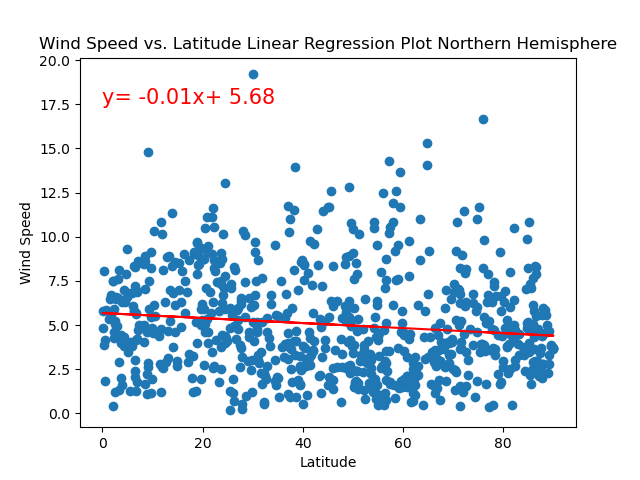 Wind Speed vs. Latitude Linear Regression Plot Northern Hemisphere
20.0
y= -0.01x+ 5.68
17.5
15.0
12.5
10.0
7.5
5.0
2.5
0.0
Wind Speed
0 20 40 60 80
Latitude